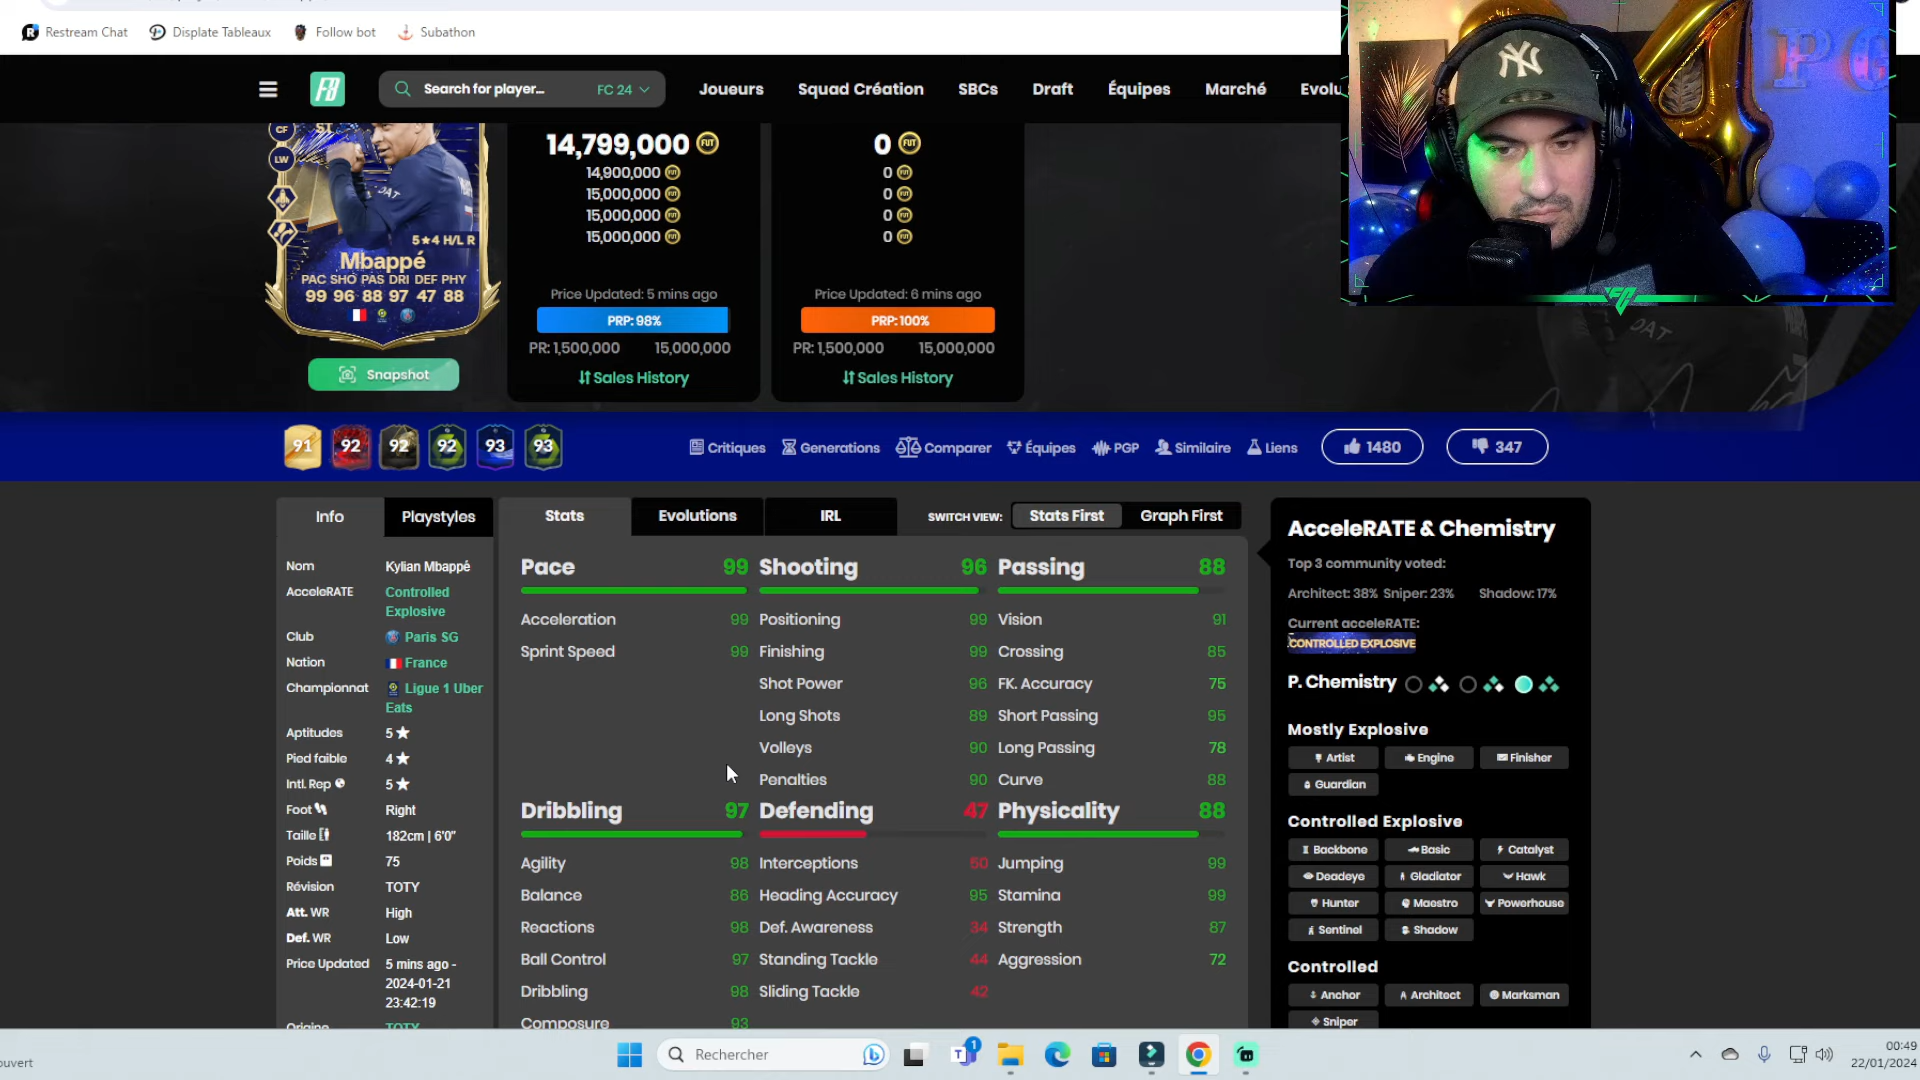 Restream Chat
Displate Tableaux
Follow bot
Subathon
Search for player...
FC 24
Joueurs
Squad Création
SBCs
Draft
Équipes
Marché
Evolu
CF
ST
LW
5★4 H/L R
Mbappé
PAC SHO PAS DRI DEF PHY
99 96 88 97 47 88
Snapshot
14,799,000
14,900,000
15,000,000
15,000,000
15,000,000
Price Updated: 5 mins ago
PRP: 98%
PR: 1,500,000 15,000,000
Sales History
0
0
0
0
0
Price Updated: 6 mins ago
PRP: 100%
PR: 1,500,000 15,000,000
Sales History
NY
91
92
92
92
93
93
Critiques
Generations
Comparer
Équipes
PGP
Similaire
Liens
1480
347
Info
Playstyles
Nom Kylian Mbappé
AcceleRATE Controlled Explosive
Club Paris SG
Nation France
Championnat Ligue 1 Uber Eats
Aptitudes 5 ★
Pied faible 4 ★
Intl. Rep 5 ★
Foot Right
Taille 182cm | 6'0"
Poids 75
Révision TOTY
Att. WR High
Def. WR Low
Price Updated 5 mins ago - 2024-01-21 23:42:19
Origine TOTY
Stats
Evolutions
IRL
SWITCH VIEW:
Stats First
Graph First
Pace 99
Acceleration 99
Sprint Speed 99
Shooting 96
Positioning 99
Finishing 99
Shot Power 96
Long Shots 89
Volleys 90
Penalties 90
Passing 88
Vision 91
Crossing 85
FK. Accuracy 75
Short Passing 95
Long Passing 78
Curve 88
Dribbling 97
Agility 98
Balance 86
Reactions 98
Ball Control 97
Dribbling 98
Composure 93
Defending 47
Interceptions 50
Heading Accuracy 95
Def. Awareness 34
Standing Tackle 44
Sliding Tackle 42
Physicality 88
Jumping 99
Stamina 99
Strength 87
Aggression 72
AcceleRATE & Chemistry
Top 3 community voted:
Architect: 38% Sniper: 23% Shadow: 17%
Current acceleRATE:
CONTROLLED EXPLOSIVE
P. Chemistry
Mostly Explosive
Artist
Engine
Finisher
Guardian
Controlled Explosive
Backbone
Basic
Catalyst
Deadeye
Gladiator
Hawk
Hunter
Maestro
Powerhouse
Sentinel
Shadow
Controlled
Anchor
Architect
Marksman
Sniper
ouvert
Rechercher
1
00:49
22/01/2024